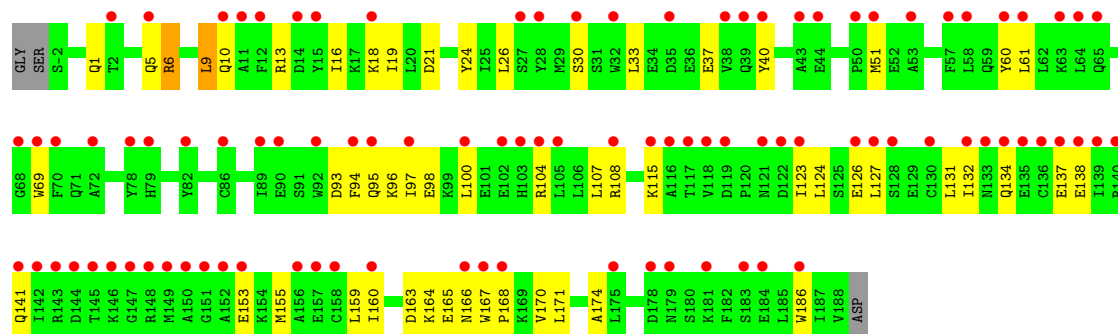 GLY SER S-2 Q1 T2 Q5 R6 L9 Q10 A11 F12 R13 D14 Y15 I16 K17 K18 I19 L20 D21 Y24 I25 L26 S27 Y28 M29 S30 S31 W32 L33 E34 D35 E36 E37 V38 Q39 Y40 A43 E44 P50 M51 E52 A53 F57 L58 Q59 Y60 L61 L62 K63 L64 Q65
G68 W69 F70 Q71 A72 Y78 H79 Y82 C86 I89 E90 S91 W92 D93 F94 Q95 K96 I97 E98 K99 L100 E101 E102 H103 R104 L105 L106 L107 R108 K115 A116 T117 V118 D119 P120 N121 D122 T123 L124 S125 E126 L127 S128 E129 C130 L131 I132 N133 Q134 E135 C136 E137 E138 I139
Q141 I142 R143 D144 T145 K146 G147 R148 M149 A150 G151 A152 E153 K154 M155 A156 E157 C158 L159 I160 D163 K164 E165 N166 W167 P168 K169 V170 L171 A174 L175 D178 N179 S180 K181 F182 S183 E184 L185 W186 I187 V188 ASP